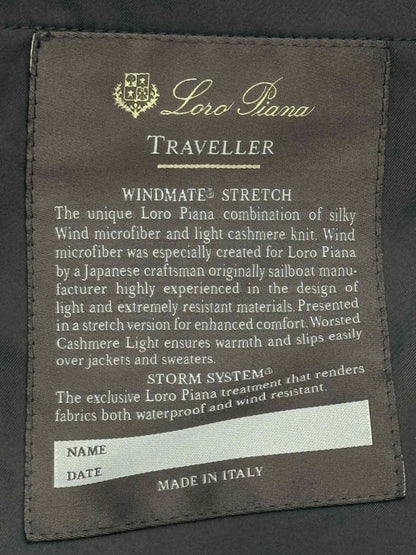 Loro Piana
TRAVELLER
WINDMATE® STRETCH
The unique Loro Piana combination of silky
Wind microfiber and light cashmere knit. Wind
microfiber was especially created for Loro Piana
by a Japanese craftsman originally sailboat manu-
facturer highly experienced in the design of
light and extremely resistant materials. Presented
in a stretch version for enhanced comfort. Worsted
Cashmere Light ensures warmth and slips easily
over jackets and sweaters.
STORM SYSTEM®
The exclusive Loro Piana treatment that renders
fabrics both waterproof and wind resistant.
NAME
DATE
MADE IN ITALY